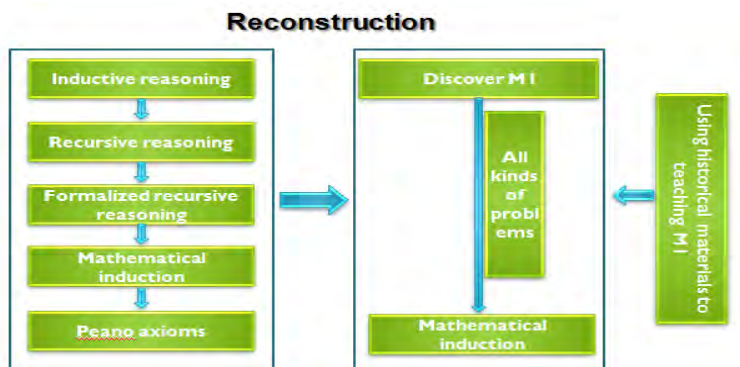 Reconstruction
Inductive reasoning
Recursive reasoning
Formalized recursive
reasoning
Mathematical
induction
Peano axioms
Discover M I
All
kinds
of
probl
ems
Mathematical
induction
Using historical materials to
teaching M I